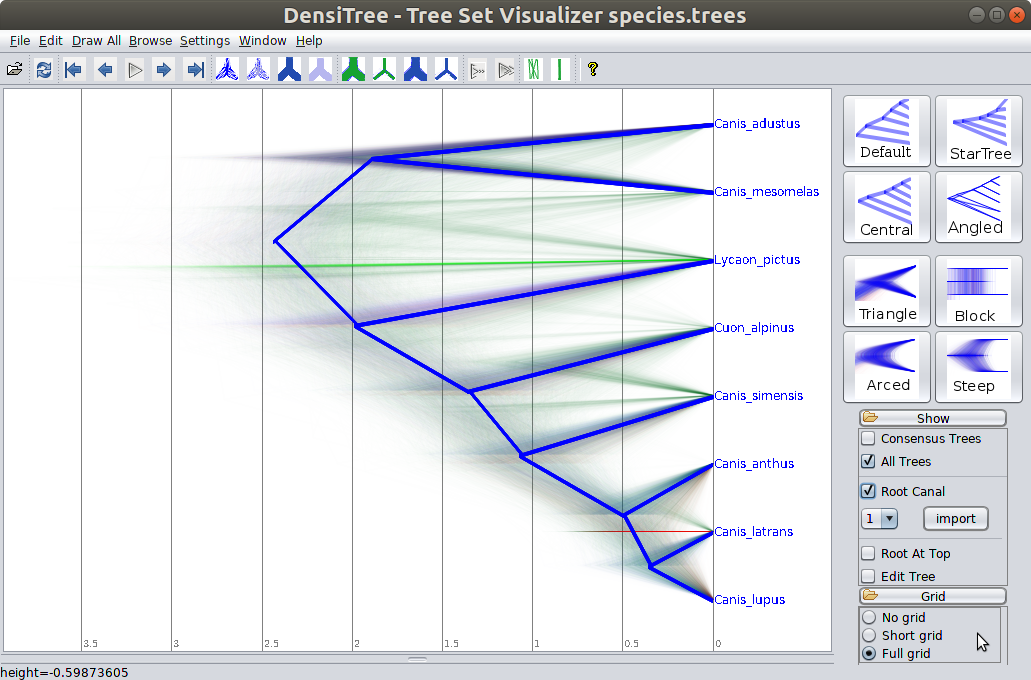 DensiTree - Tree Set Visualizer species.trees
File Edit Draw All Browse Settings Window Help
?
Canis_adustus
Canis_mesomelas
Lycaon_pictus
Cuon_alpinus
Canis_simensis
Canis_anthus
Canis_latrans
Canis_lupus
3.5 3 2.5 2 1.5 1 0.5 0
height=-0.59873605
Default StarTree
Central Angled
Triangle Block
Arced Steep
Show
Consensus Trees
All Trees
Root Canal
1 import
Root At Top
Edit Tree
Grid
No grid
Short grid
Full grid